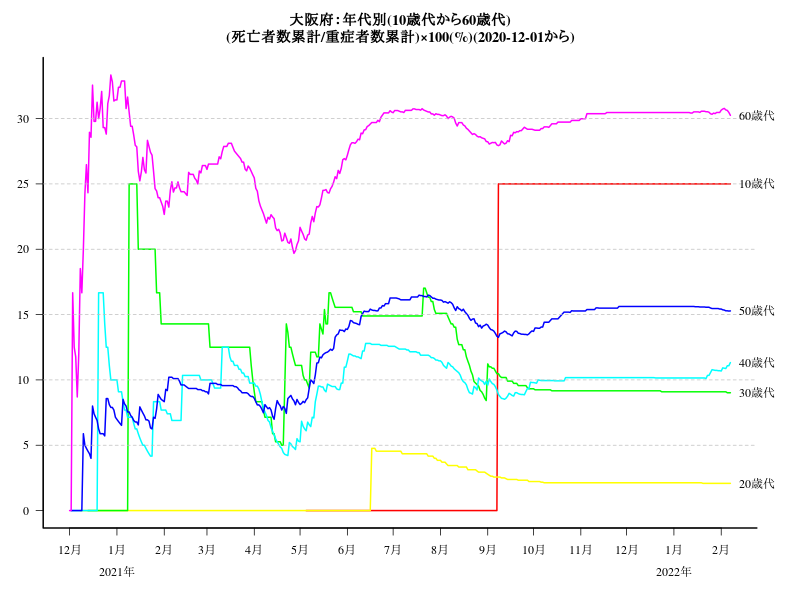 大阪府：年代別(10歳代から60歳代)
(死亡者数累計/重症者数累計)×100(%)(2020-12-01から)
30
25
20
15
10
5
0
60歳代
10歳代
50歳代
40歳代
30歳代
20歳代
12月 1月 2月 3月 4月 5月 6月 7月 8月 9月 10月 11月 12月 1月 2月
2021年 2022年